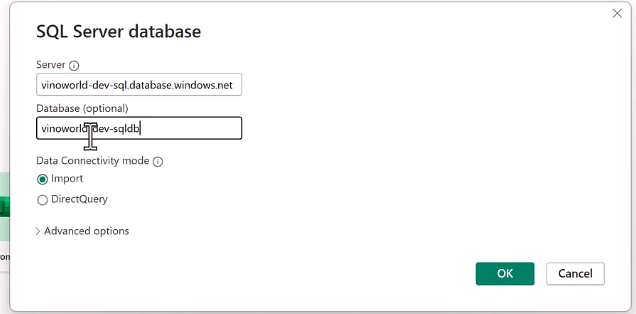 SQL Server database
Server
vinoworld-dev-sql.database.windows.net
Database (optional)
vinoworld-dev-sqldb
Data Connectivity mode
Import
DirectQuery
Advanced options
OK Cancel